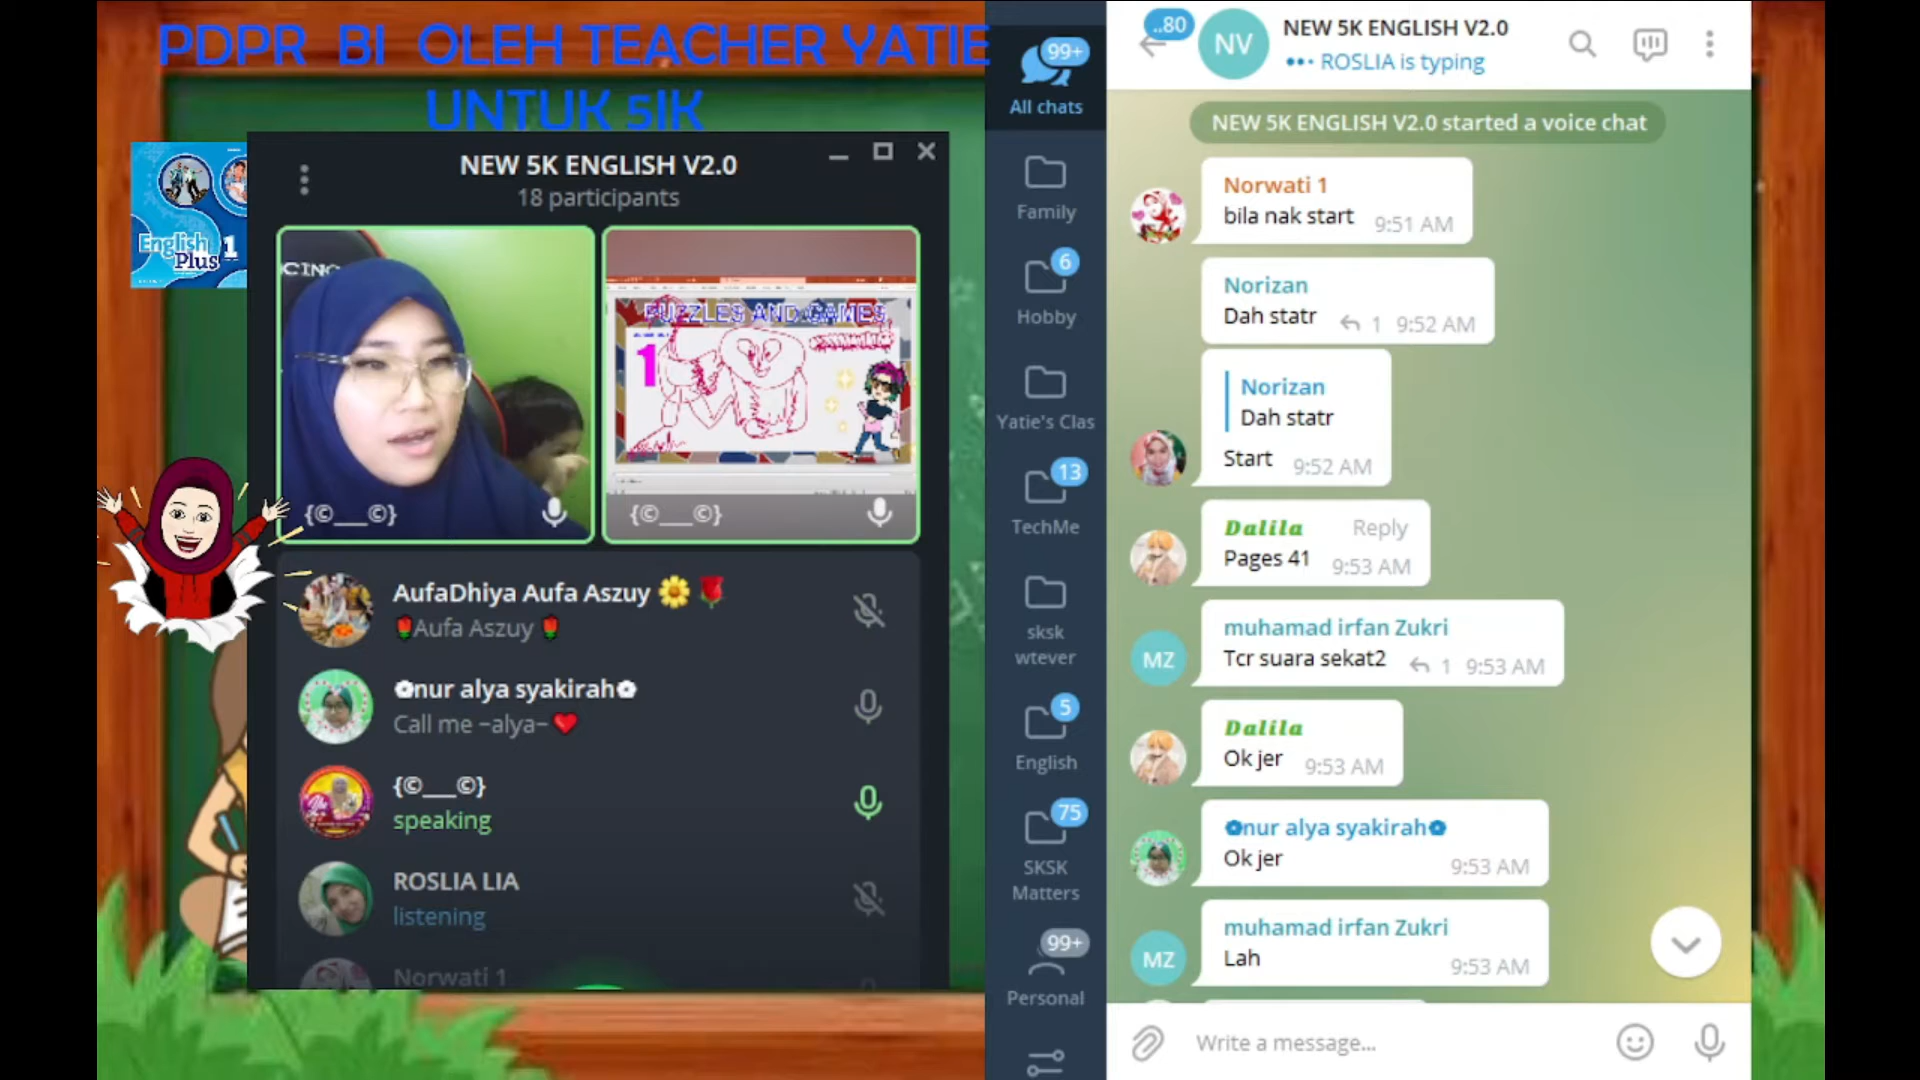 PDPR BI OLEH TEACHER YATIE
UNTUK 5IK
English
Plus 1
NEW 5K ENGLISH V2.0
18 participants
{©___©}
PUZZLES AND GAMES
1
{©___©}
AufaDhiya Aufa Aszuy 🌼 🌹
🌹Aufa Aszuy 🌹
✿nur alya syakirah✿
Call me ~alya~❤
{©___©}
speaking
ROSLIA LIA
listening
Norwati 1
99+
All chats
Family
6
Hobby
Yatie's Clas
13
TechMe
sksk
wtever
5
English
75
SKSK
Matters
99+
Personal
..80
NV
NEW 5K ENGLISH V2.0
ROSLIA is typing
NEW 5K ENGLISH V2.0 started a voice chat
Norwati 1
bila nak start 9:51 AM
Norizan
Dah statr 1 9:52 AM
Norizan
Dah statr
Start 9:52 AM
Dalila Reply
Pages 41 9:53 AM
muhamad irfan Zukri
MZ Tcr suara sekat2 1 9:53 AM
Dalila
Ok jer 9:53 AM
✿nur alya syakirah✿
Ok jer 9:53 AM
muhamad irfan Zukri
MZ Lah 9:53 AM
Write a message...